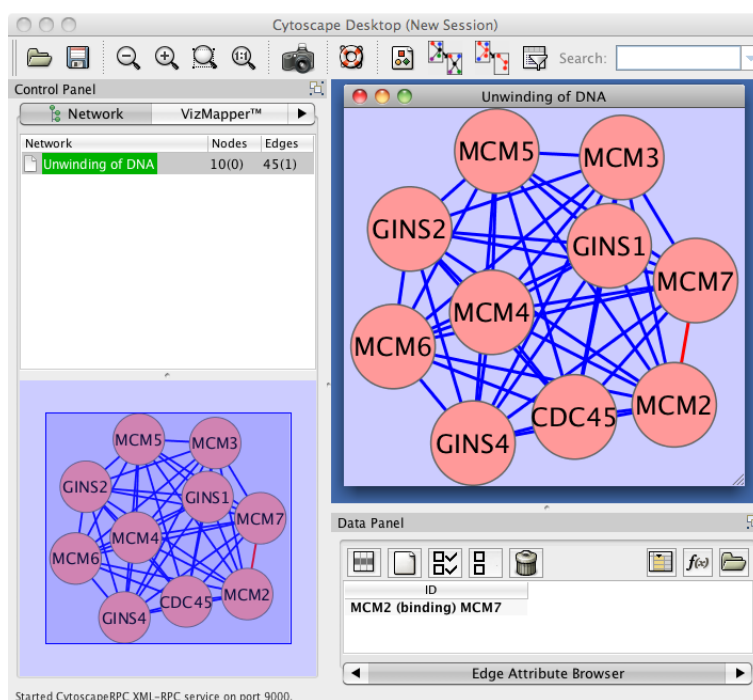 Cytoscape Desktop (New Session)
1:1
Search:
Control Panel
Network VizMapper™
Network Nodes Edges
Unwinding of DNA 10(0) 45(1)
Unwinding of DNA
MCM5
MCM3
GINS2
GINS1
MCM7
MCM4
MCM6
MCM2
CDC45
GINS4
MCM5
MCM3
GINS2
GINS1
MCM7
MCM4
MCM6
MCM2
CDC45
GINS4
Data Panel
f(x)
ID
MCM2 (binding) MCM7
Edge Attribute Browser
Started CytoscapeRPC XML-RPC service on port 9000.